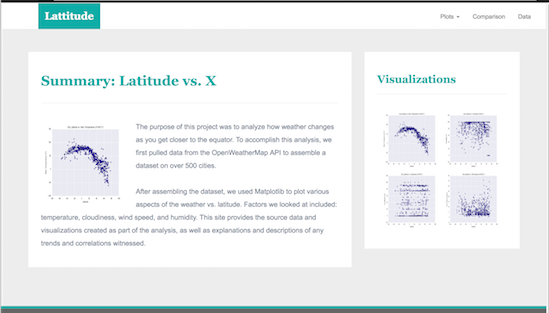 Lattitude
Plots
Comparison
Data
Summary: Latitude vs. X
The purpose of this project was to analyze how weather changes
as you get closer to the equator. To accomplish this analysis, we
first pulled data from the OpenWeatherMap API to assemble a
dataset on over 500 cities.
After assembling the dataset, we used Matplotlib to plot various
aspects of the weather vs. latitude. Factors we looked at included:
temperature, cloudiness, wind speed, and humidity. This site provides the source data and
visualizations created as part of the analysis, as well as explanations and descriptions of any
trends and correlations witnessed.
Visualizations